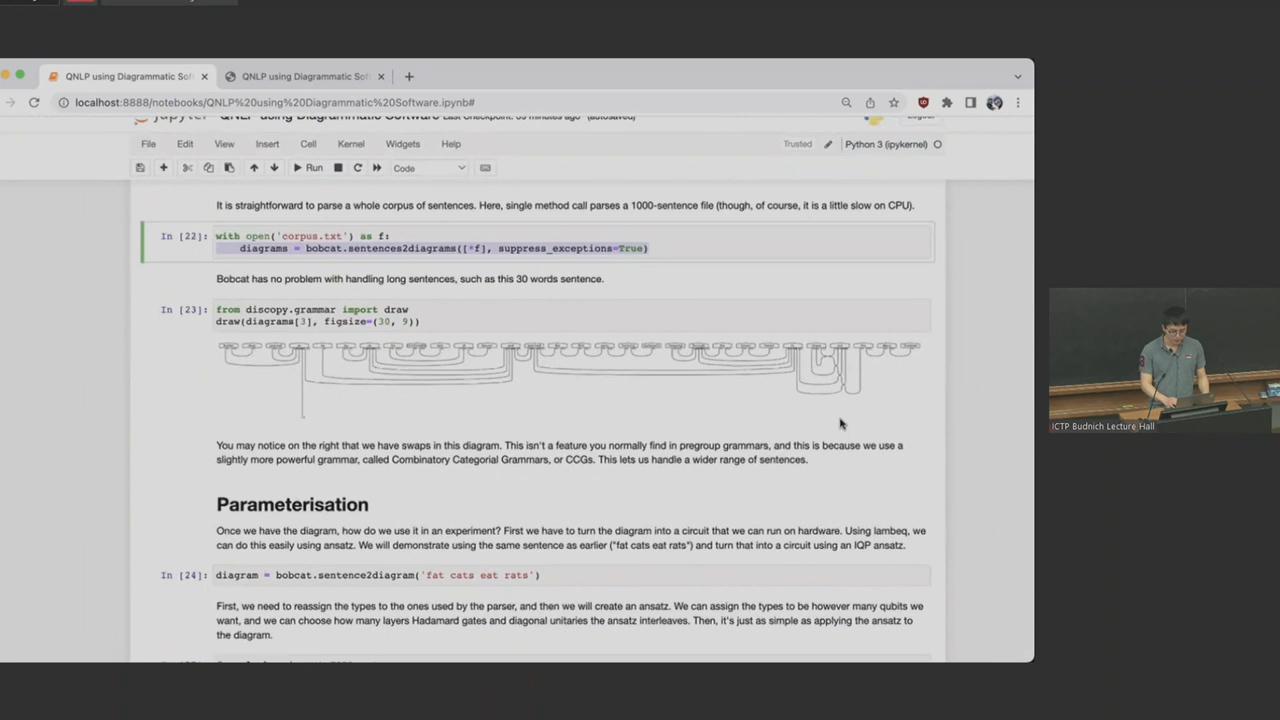 QNLP using Diagrammatic Sof
QNLP using Diagrammatic Sof
localhost:8888/notebooks/QNLP%20using%20Diagrammatic%20Software.ipynb#
jupyter QNLP using Diagrammatic Software
(autosaved)
File Edit View Insert Cell Kernel Widgets Help
Trusted Python 3 (ipykernel)
Run Code
It is straightforward to parse a whole corpus of sentences. Here, single method call parses a 1000-sentence file (though, of course, it is a little slow on CPU).
In [22]: with open('corpus.txt') as f:
diagrams = bobcat.sentences2diagrams([*f], suppress_exceptions=True)
Bobcat has no problem with handling long sentences, such as this 30 words sentence.
In [23]: from discopy.grammar import draw
draw(diagrams[3], figsize=(30, 9))
You may notice on the right that we have swaps in this diagram. This isn't a feature you normally find in pregroup grammars, and this is because we use a
slightly more powerful grammar, called Combinatory Categorial Grammars, or CCGs. This lets us handle a wider range of sentences.
Parameterisation
Once we have the diagram, how do we use it in an experiment? First we have to turn the diagram into a circuit that we can run on hardware. Using lambeq, we
can do this easily using ansatz. We will demonstrate using the same sentence as earlier ("fat cats eat rats") and turn that into a circuit using an IQP ansatz.
In [24]: diagram = bobcat.sentence2diagram('fat cats eat rats')
First, we need to reassign the types to the ones used by the parser, and then we will create an ansatz. We can assign the types to be however many qubits we
want, and we can choose how many layers Hadamard gates and diagonal unitaries the ansatz interleaves. Then, it's just as simple as applying the ansatz to
the diagram.
ICTP Budnich Lecture Hall